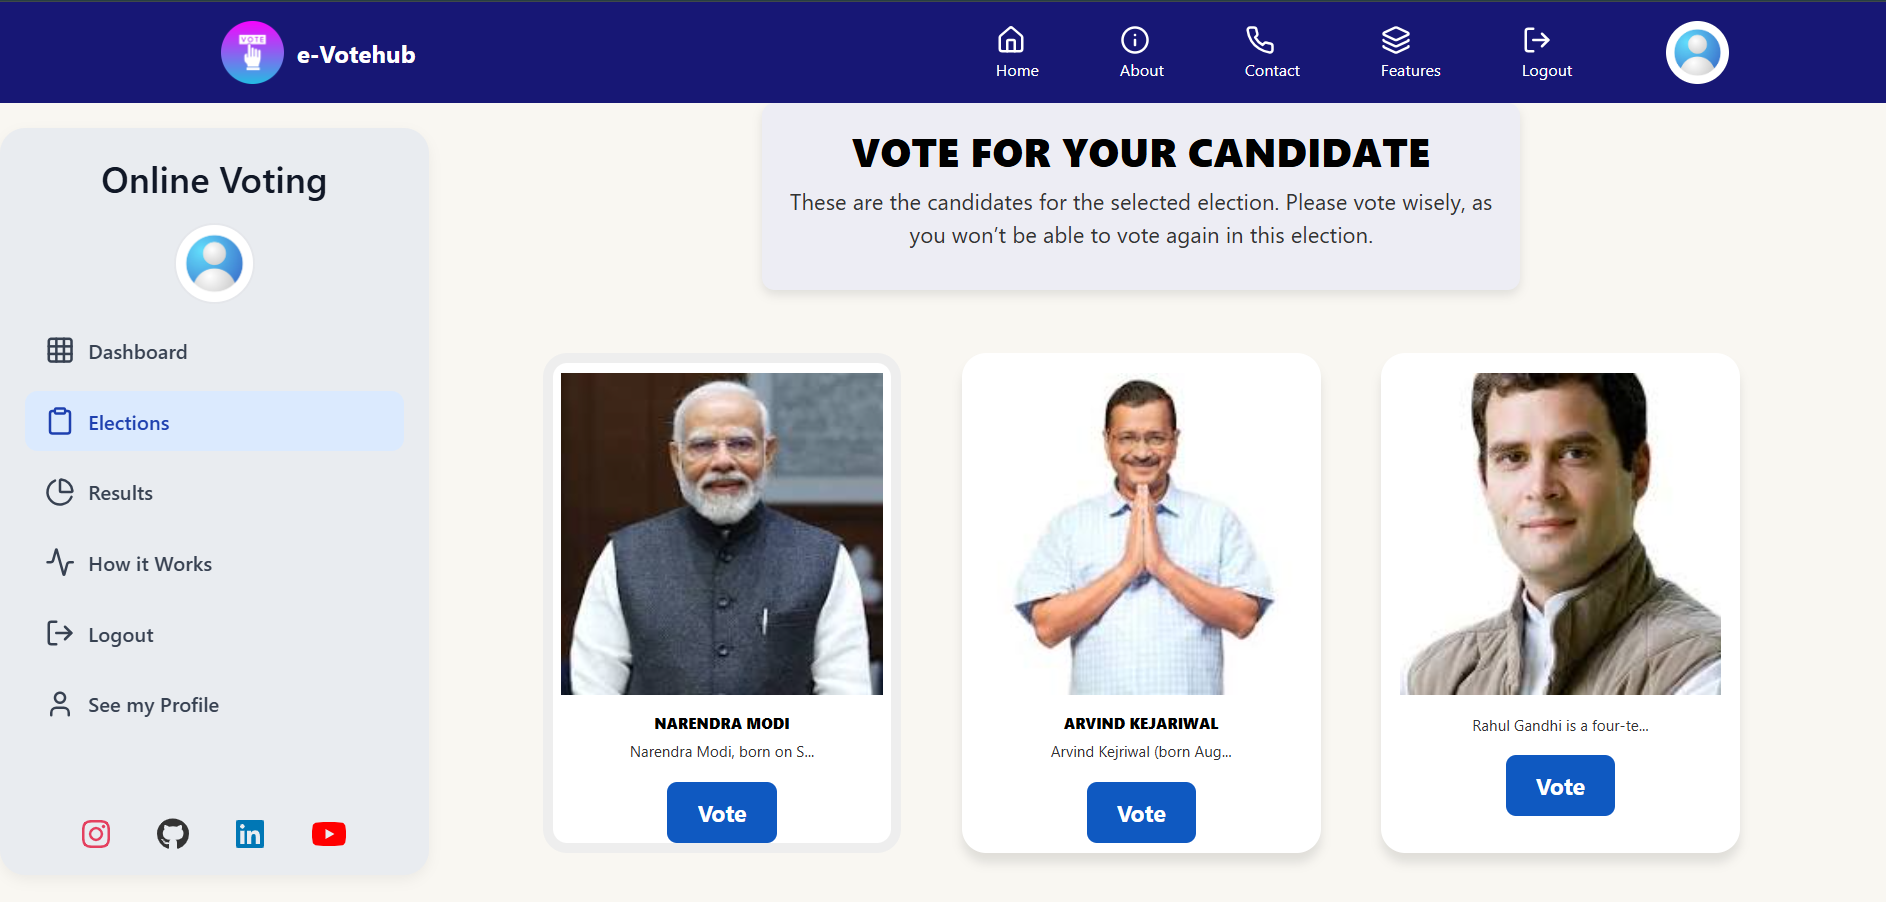 VOTE
e-Votehub
Home
About
Contact
Features
Logout
Online Voting
Dashboard
Elections
Results
How it Works
Logout
See my Profile
in
VOTE FOR YOUR CANDIDATE
These are the candidates for the selected election. Please vote wisely, as
you won’t be able to vote again in this election.
NARENDRA MODI
Narendra Modi, born on S...
Vote
ARVIND KEJARIWAL
Arvind Kejriwal (born Aug...
Vote
Rahul Gandhi is a four-te...
Vote